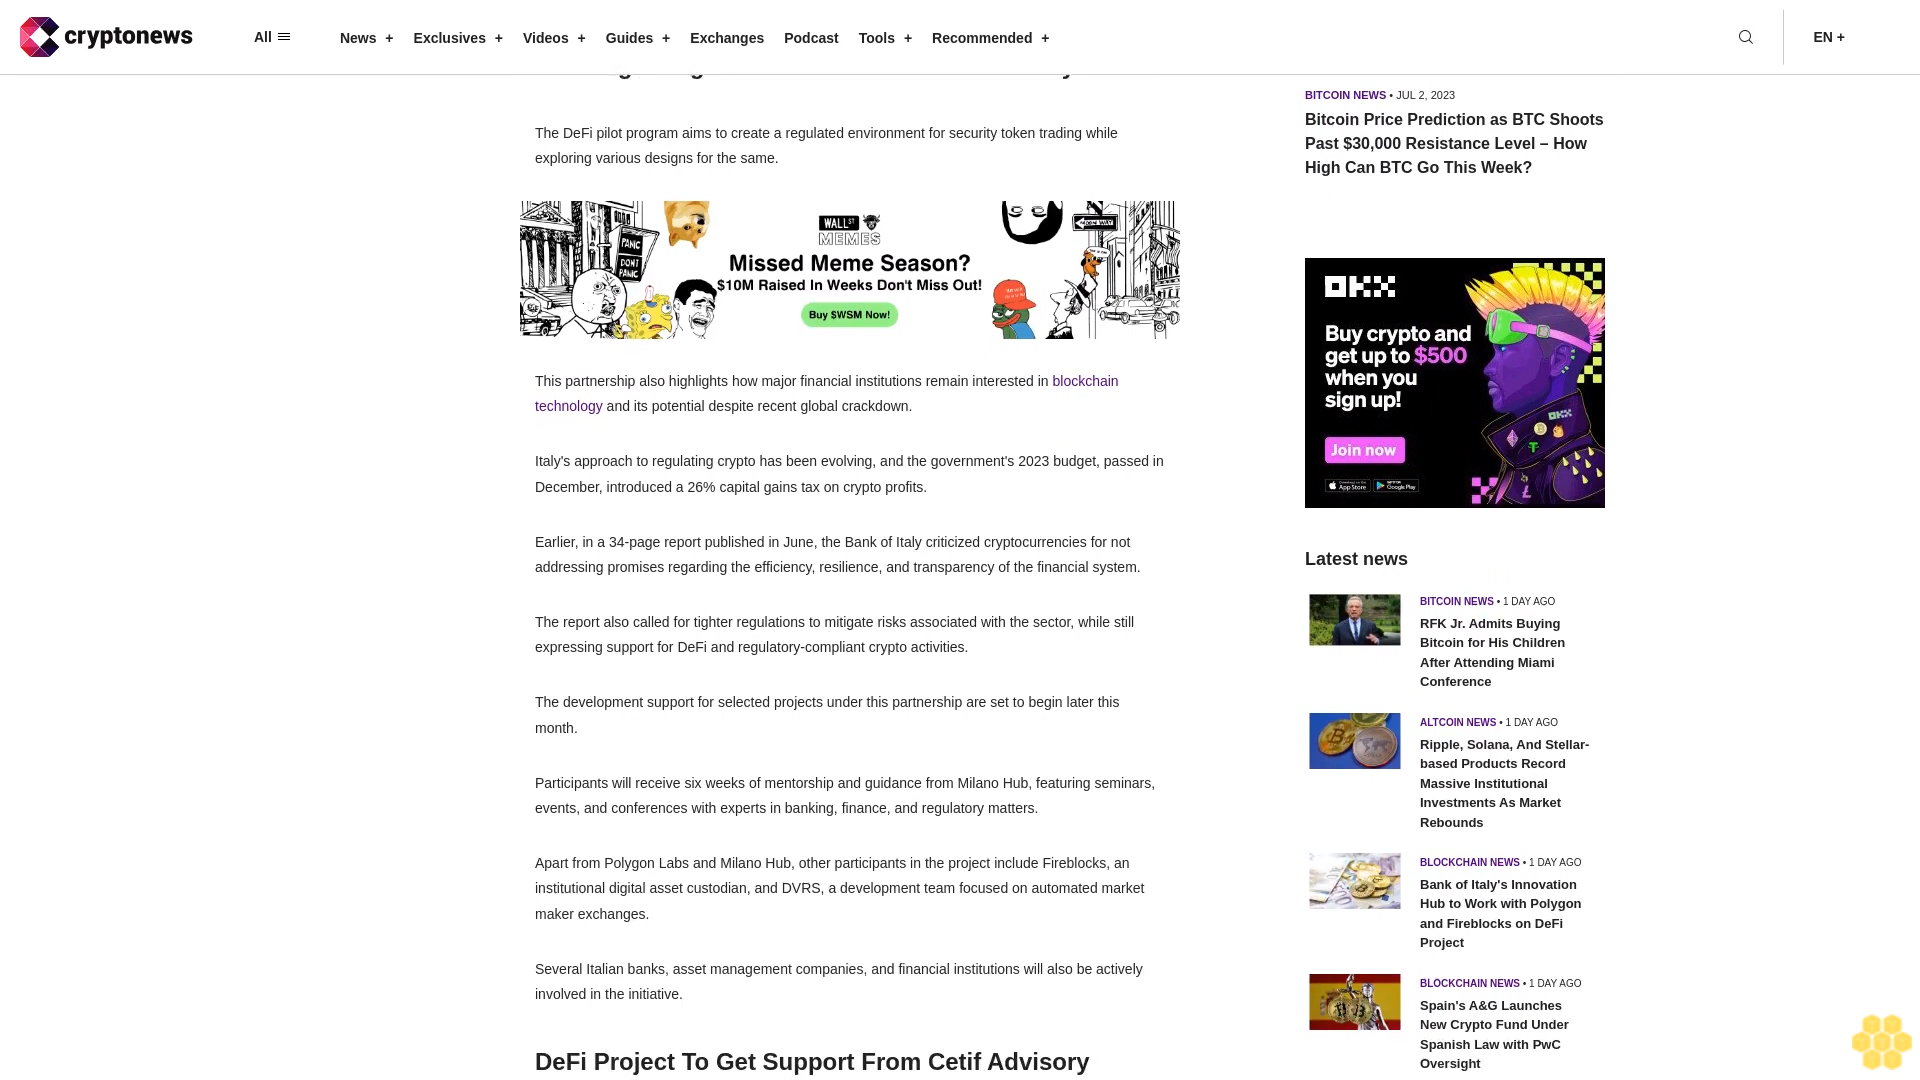 cryptonews
All
News +
Exclusives +
Videos +
Guides +
Exchanges
Podcast
Tools +
Recommended +
EN +
The DeFi pilot program aims to create a regulated environment for security token trading while
exploring various designs for the same.
PANIC
DONT
PANIC
WALL ST
MEMES
Missed Meme Season?
$10M Raised In Weeks Don't Miss Out!
Buy $WSM Now!
This partnership also highlights how major financial institutions remain interested in blockchain
technology and its potential despite recent global crackdown.
Italy's approach to regulating crypto has been evolving, and the government's 2023 budget, passed in
December, introduced a 26% capital gains tax on crypto profits.
Earlier, in a 34-page report published in June, the Bank of Italy criticized cryptocurrencies for not
addressing promises regarding the efficiency, resilience, and transparency of the financial system.
The report also called for tighter regulations to mitigate risks associated with the sector, while still
expressing support for DeFi and regulatory-compliant crypto activities.
The development support for selected projects under this partnership are set to begin later this
month.
Participants will receive six weeks of mentorship and guidance from Milano Hub, featuring seminars,
events, and conferences with experts in banking, finance, and regulatory matters.
Apart from Polygon Labs and Milano Hub, other participants in the project include Fireblocks, an
institutional digital asset custodian, and DVRS, a development team focused on automated market
maker exchanges.
Several Italian banks, asset management companies, and financial institutions will also be actively
involved in the initiative.
DeFi Project To Get Support From Cetif Advisory
BITCOIN NEWS • JUL 2, 2023
Bitcoin Price Prediction as BTC Shoots
Past $30,000 Resistance Level – How
High Can BTC Go This Week?
OKX
Buy crypto and
get up to $500
when you
sign up!
Join now
App Store
Google Play
OKX
Latest news
BITCOIN NEWS • 1 DAY AGO
RFK Jr. Admits Buying
Bitcoin for His Children
After Attending Miami
Conference
ALTCOIN NEWS • 1 DAY AGO
Ripple, Solana, And Stellar-
based Products Record
Massive Institutional
Investments As Market
Rebounds
BLOCKCHAIN NEWS • 1 DAY AGO
Bank of Italy's Innovation
Hub to Work with Polygon
and Fireblocks on DeFi
Project
BLOCKCHAIN NEWS • 1 DAY AGO
Spain's A&G Launches
New Crypto Fund Under
Spanish Law with PwC
Oversight